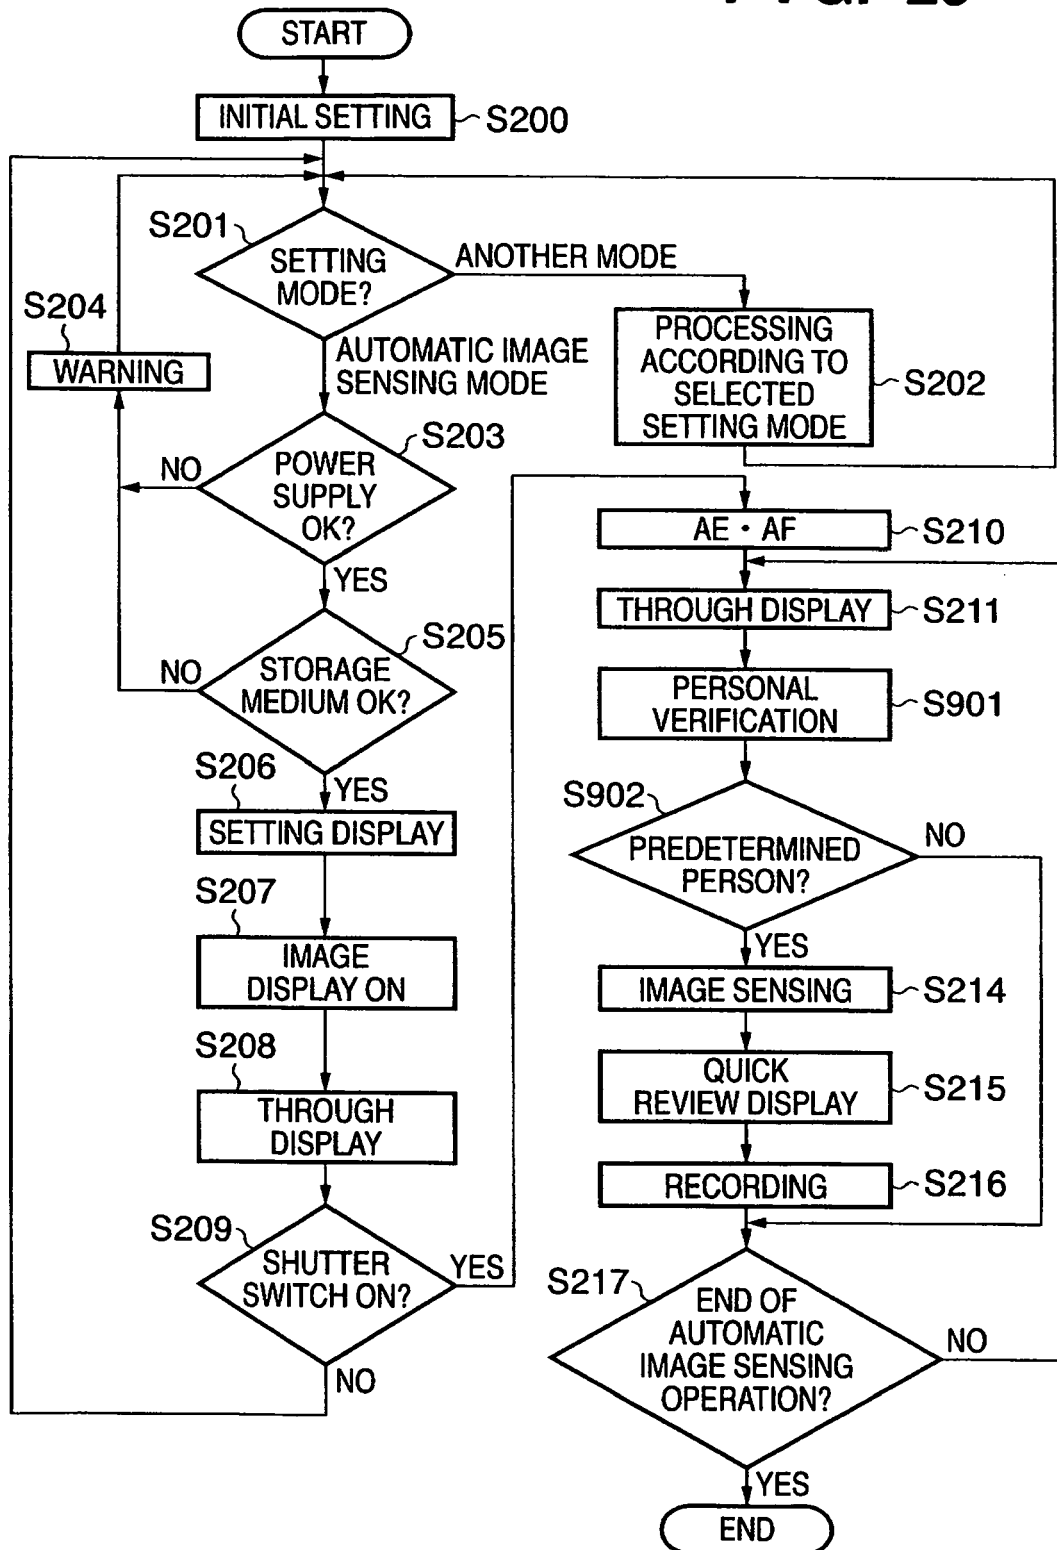 START
INITIAL SETTING
S200
S201
SETTING
MODE?
ANOTHER MODE
S204
WARNING
AUTOMATIC IMAGE
SENSING MODE
PROCESSING
ACCORDING TO
SELECTED
SETTING MODE
S202
S203
POWER
SUPPLY
OK?
NO
YES
S205
STORAGE
MEDIUM OK?
NO
YES
S206
SETTING DISPLAY
S207
IMAGE
DISPLAY ON
S208
THROUGH
DISPLAY
S209
SHUTTER
SWITCH ON?
YES
NO
AE・AF
S210
THROUGH DISPLAY
S211
PERSONAL
VERIFICATION
S901
S902
PREDETERMINED
PERSON?
NO
YES
IMAGE SENSING
S214
QUICK
REVIEW DISPLAY
S215
RECORDING
S216
S217
END OF
AUTOMATIC
IMAGE SENSING
OPERATION?
NO
YES
END